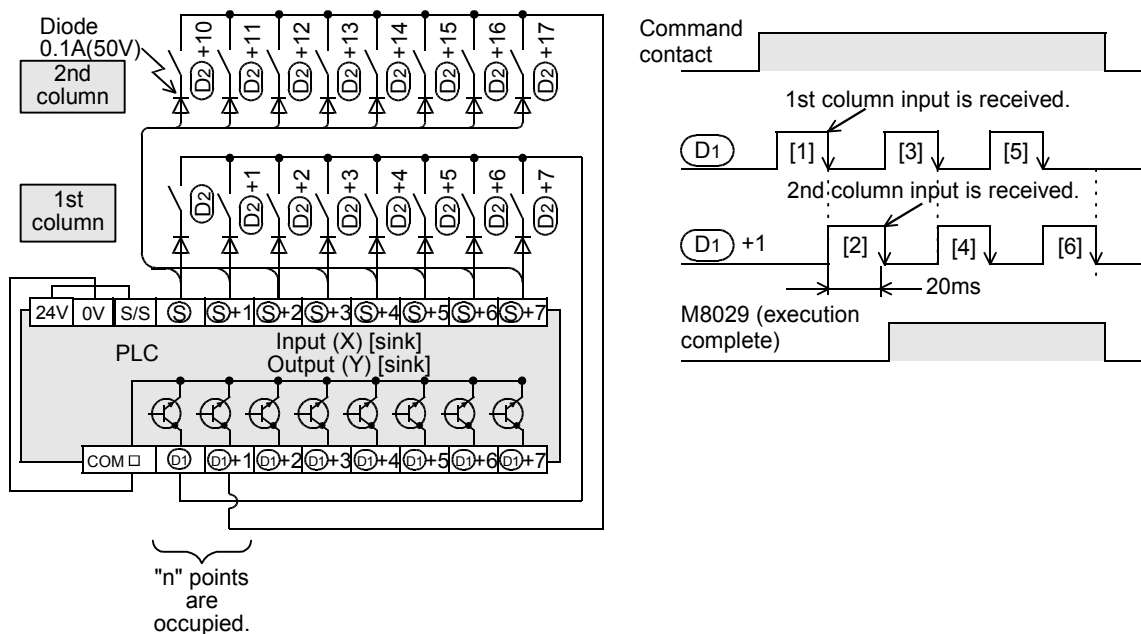 Diode
0.1A(50V)
2nd
column
D2 +10
D2 +11
D2 +12
D2 +13
D2 +14
D2 +15
D2 +16
D2 +17
1st
column
D2
D2 +1
D2 +2
D2 +3
D2 +4
D2 +5
D2 +6
D2 +7
24V 0V S/S S S+1 S+2 S+3 S+4 S+5 S+6 S+7
PLC
Input (X) [sink]
Output (Y) [sink]
COM □ D1 D1+1 D1+2 D1+3 D1+4 D1+5 D1+6 D1+7
"n" points
are
occupied.
Command
contact
1st column input is received.
D1 [1] [3] [5]
2nd column input is received.
D1 +1 [2] [4] [6]
20ms
M8029 (execution
complete)